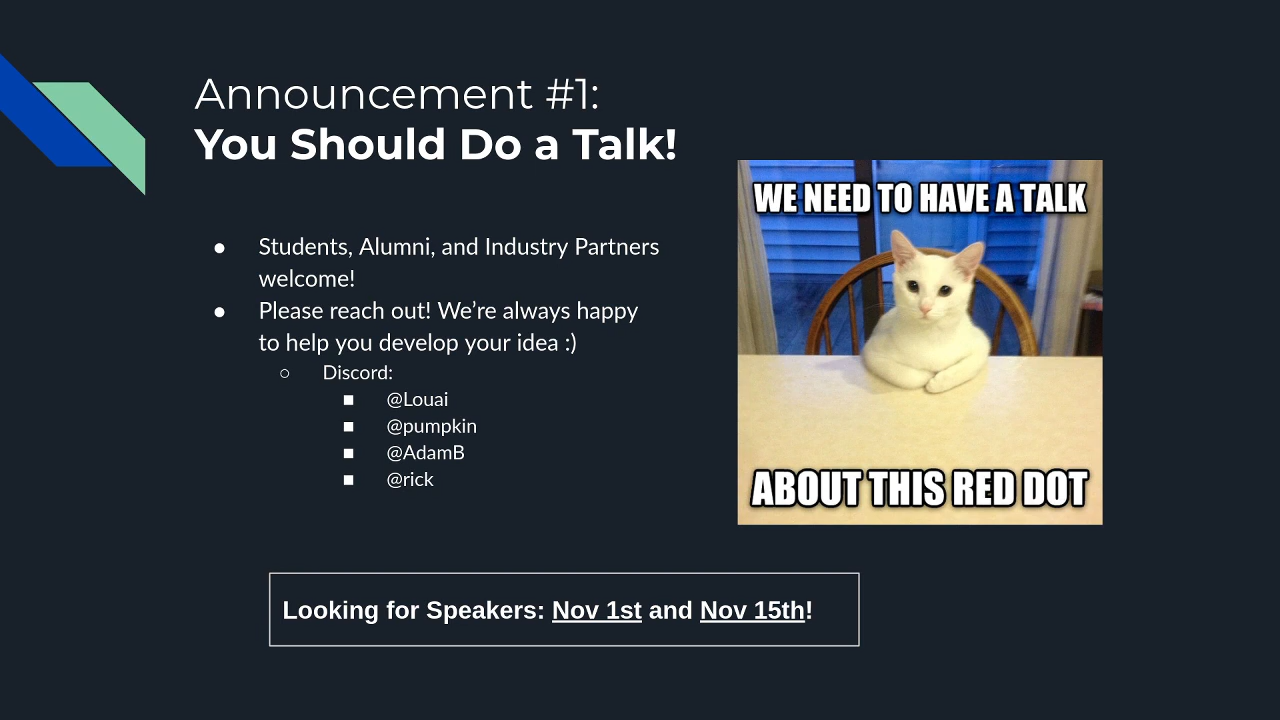 Announcement #1:
You Should Do a Talk!
● Students, Alumni, and Industry Partners
welcome!
● Please reach out! We’re always happy
to help you develop your idea :)
○ Discord:
■ @Louai
■ @pumpkin
■ @AdamB
■ @rick
WE NEED TO HAVE A TALK
ABOUT THIS RED DOT
Looking for Speakers: Nov 1st and Nov 15th!